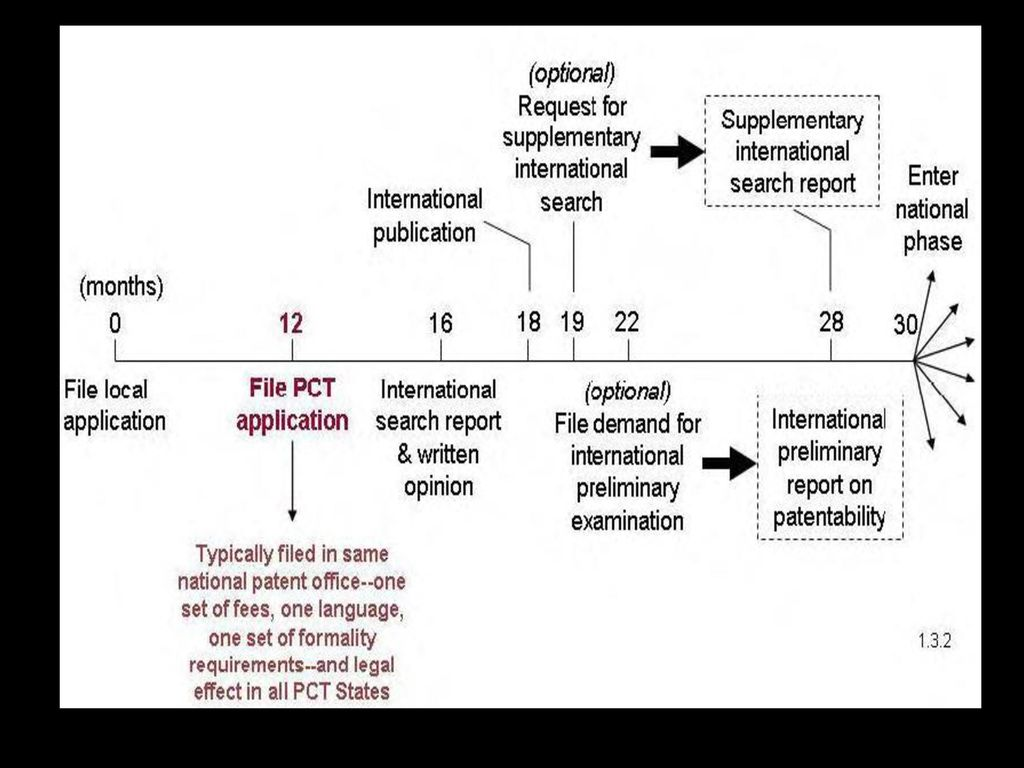 (optional)
Request for
supplementary
international
search
Supplementary
international
search report
Enter
national
phase
International
publication
(months)
0
12
16
18
19
22
28
30
File local
application
File PCT
application
International
search report
& written
opinion
(optional)
File demand for
international
preliminary
examination
International
preliminary
report on
patentability
Typically filed in same
national patent office--one
set of fees, one language,
one set of formality
requirements--and legal
effect in all PCT States
1.3.2